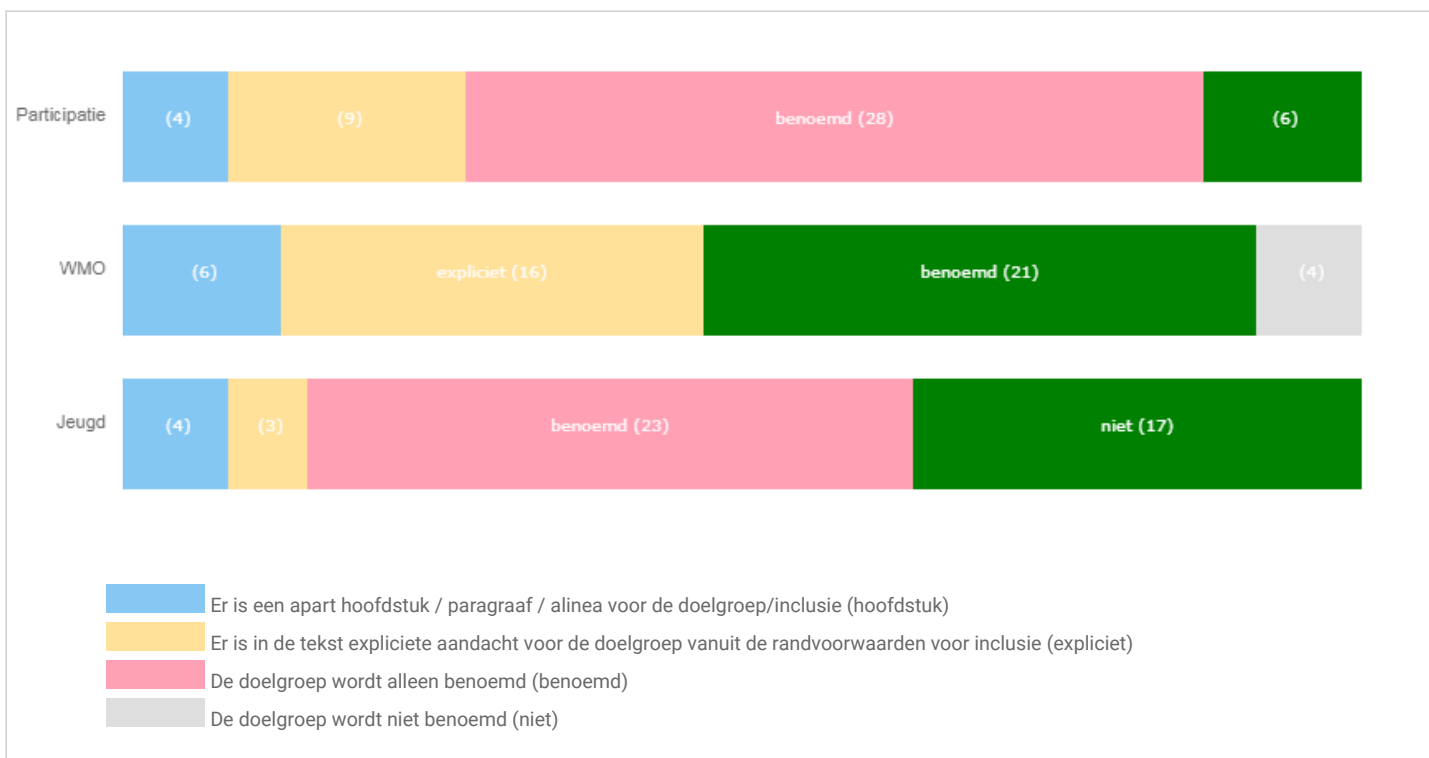 Participatie (4) (9) benoemd (28) (6)
WMO (6) expliciet (16) benoemd (21) (4)
Jeugd (4) (3) benoemd (23) niet (17)
Er is een apart hoofdstuk / paragraaf / alinea voor de doelgroep/inclusie (hoofdstuk)
Er is in de tekst expliciete aandacht voor de doelgroep vanuit de randvoorwaarden voor inclusie (expliciet)
De doelgroep wordt alleen benoemd (benoemd)
De doelgroep wordt niet benoemd (niet)